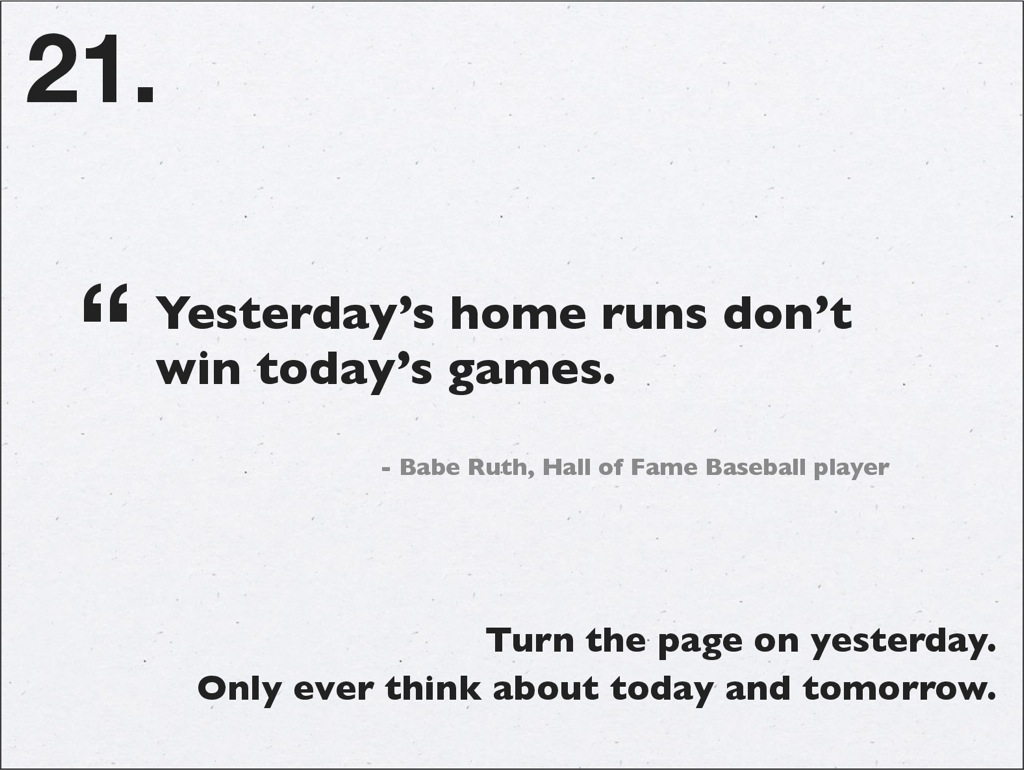 21.
“ Yesterday’s home runs don’t
win today’s games.
- Babe Ruth, Hall of Fame Baseball player
Turn the page on yesterday.
Only ever think about today and tomorrow.